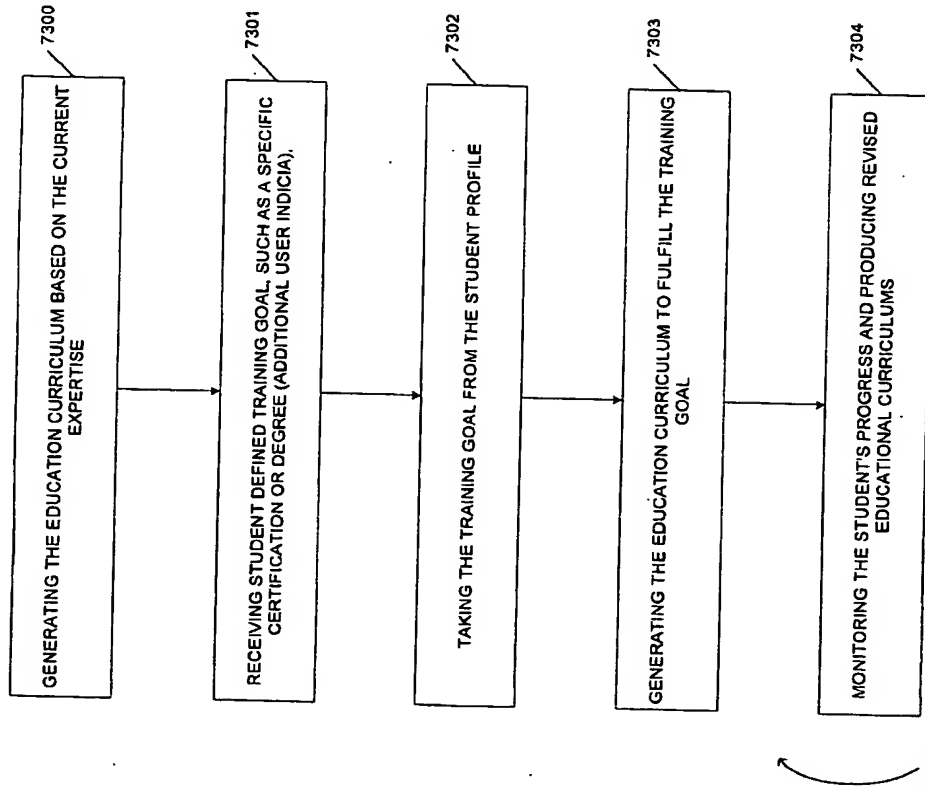 7300
GENERATING THE EDUCATION CURRICULUM BASED ON THE CURRENT
EXPERTISE
7301
RECEIVING STUDENT DEFINED TRAINING GOAL, SUCH AS A SPECIFIC
CERTIFICATION OR DEGREE (ADDITIONAL USER INDICIA),
7302
TAKING THE TRAINING GOAL FROM THE STUDENT PROFILE
7303
GENERATING THE EDUCATION CURRICULUM TO FULFILL THE TRAINING
GOAL
7304
MONITORING THE STUDENT'S PROGRESS AND PRODUCING REVISED
EDUCATIONAL CURRICULUMS